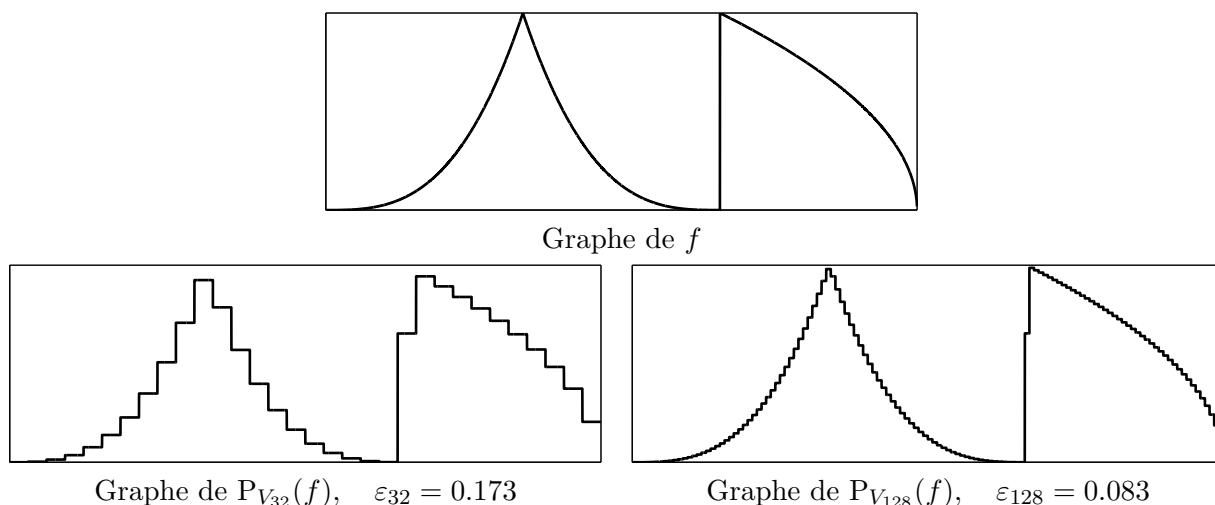 Graphe de f
Graphe de P_{V_{32}}(f), ε_{32} = 0.173
Graphe de P_{V_{128}}(f), ε_{128} = 0.083